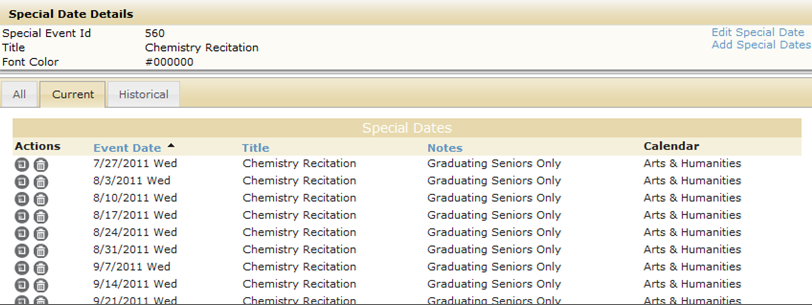 Special Date Details
Special Event Id 560 Edit Special Date
Title Chemistry Recitation Add Special Dates
Font Color #000000
All Current Historical
Special Dates
Actions Event Date Title Notes Calendar
7/27/2011 Wed Chemistry Recitation Graduating Seniors Only Arts & Humanities
8/3/2011 Wed Chemistry Recitation Graduating Seniors Only Arts & Humanities
8/10/2011 Wed Chemistry Recitation Graduating Seniors Only Arts & Humanities
8/17/2011 Wed Chemistry Recitation Graduating Seniors Only Arts & Humanities
8/24/2011 Wed Chemistry Recitation Graduating Seniors Only Arts & Humanities
8/31/2011 Wed Chemistry Recitation Graduating Seniors Only Arts & Humanities
9/7/2011 Wed Chemistry Recitation Graduating Seniors Only Arts & Humanities
9/14/2011 Wed Chemistry Recitation Graduating Seniors Only Arts & Humanities
9/21/2011 Wed Chemistry Recitation Graduating Seniors Only Arts & Humanities